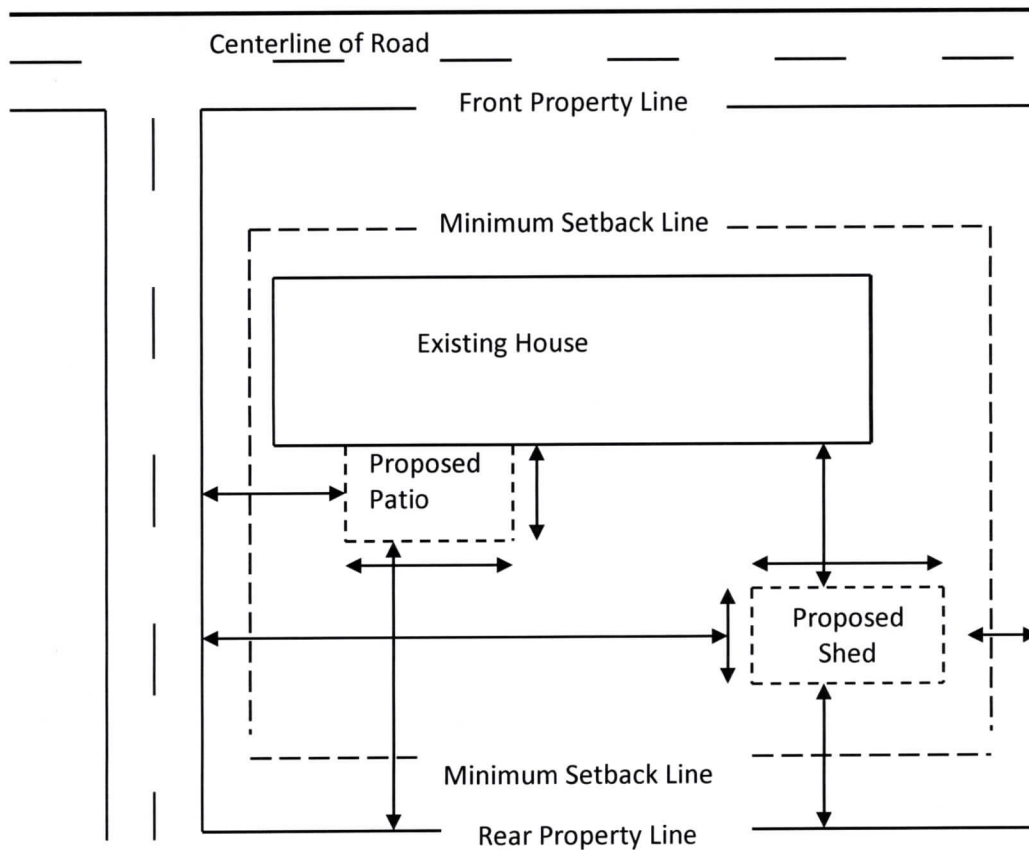 Centerline of Road
Front Property Line
Minimum Setback Line
Existing House
Proposed
Patio
Proposed
Shed
Minimum Setback Line
Rear Property Line